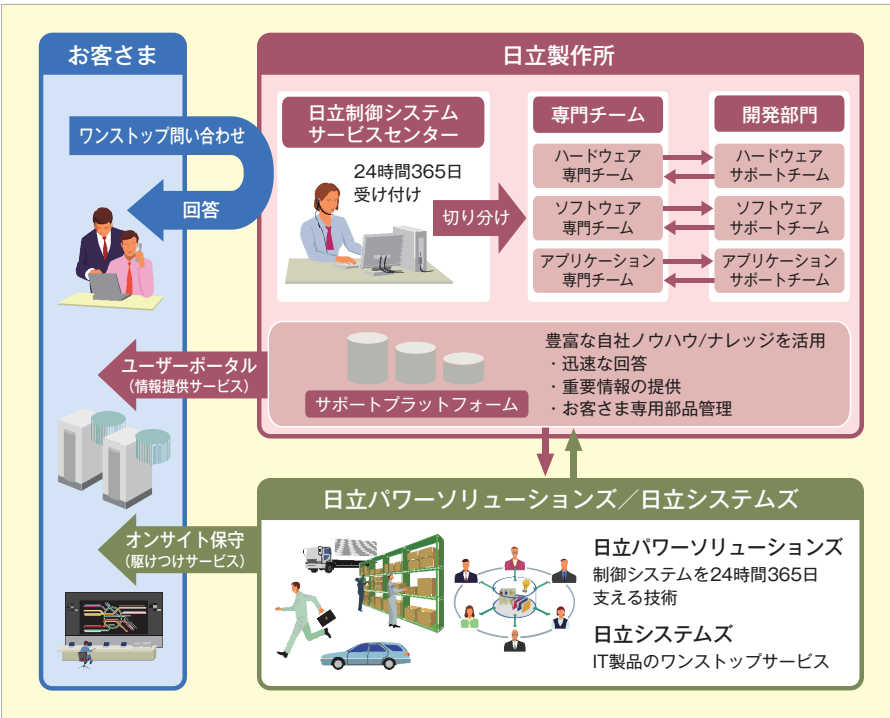 お客さま
ワンストップ問い合わせ
回答
ユーザーポータル
（情報提供サービス）
オンサイト保守
（駆けつけサービス）
日立製作所
日立制御システム
サービスセンター
24時間365日
受け付け
切り分け
専門チーム
ハードウェア
専門チーム
ソフトウェア
専門チーム
アプリケーション
専門チーム
開発部門
ハードウェア
サポートチーム
ソフトウェア
サポートチーム
アプリケーション
サポートチーム
サポートプラットフォーム
豊富な自社ノウハウ/ナレッジを活用
・迅速な回答
・重要情報の提供
・お客さま専用部品管理
日立パワーソリューションズ／日立システムズ
日立パワーソリューションズ
制御システムを24時間365日
支える技術
日立システムズ
IT製品のワンストップサービス